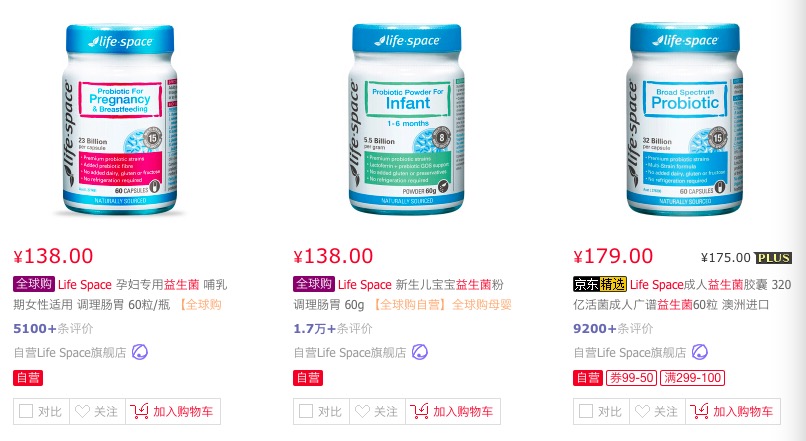 life·space
Probiotic For
Pregnancy
& Breastfeeding
life·space
23 Billion
per capsule
15
• Premium probiotic strains
• Added prebiotic fibre
• No added dairy, gluten or fructose
• No refrigeration required
60 CAPSULES
NATURALLY SOURCED
life·space
Probiotic Powder For
Infant
1-6 months
life·space
5.5 Billion
per gram
8
• Premium probiotic strains
• Lactoferrin + prebiotic GOS support
• No added gluten or preservatives
• No refrigeration required
POWDER 60g
NATURALLY SOURCED
life·space
Broad Spectrum
Probiotic
life·space
32 Billion
per capsule
15
• Premium probiotic strains
• Multi-Strain formula
• No added dairy, gluten, or fructose
• No refrigeration required
60 CAPSULES
NATURALLY SOURCED
¥138.00
全球购 Life Space 孕妇专用益生菌 哺乳
期女性适用 调理肠胃 60粒/瓶 【全球购
5100+条评价
自营Life Space旗舰店
自营
对比 关注 加入购物车
¥138.00
全球购 Life Space 新生儿宝宝益生菌粉
调理肠胃 60g 【全球购自营】全球购母婴
1.7万+条评价
自营Life Space旗舰店
自营
对比 关注 加入购物车
¥179.00 ¥175.00 PLUS
京东精选 Life Space成人益生菌胶囊 320
亿活菌成人广谱益生菌60粒 澳洲进口
9200+条评价
自营Life Space旗舰店
自营 券99-50 满299-100
对比 关注 加入购物车